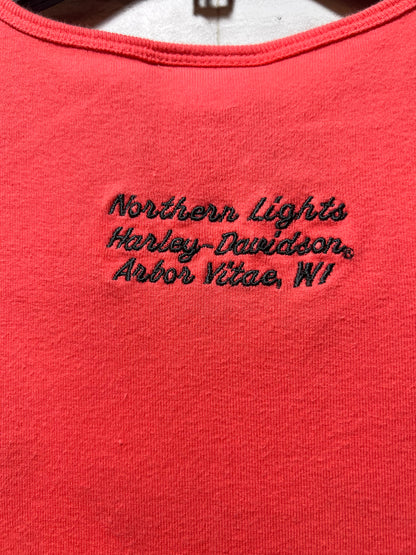 Northern Lights
Harley-Davidson®
Arbor Vitae, WI